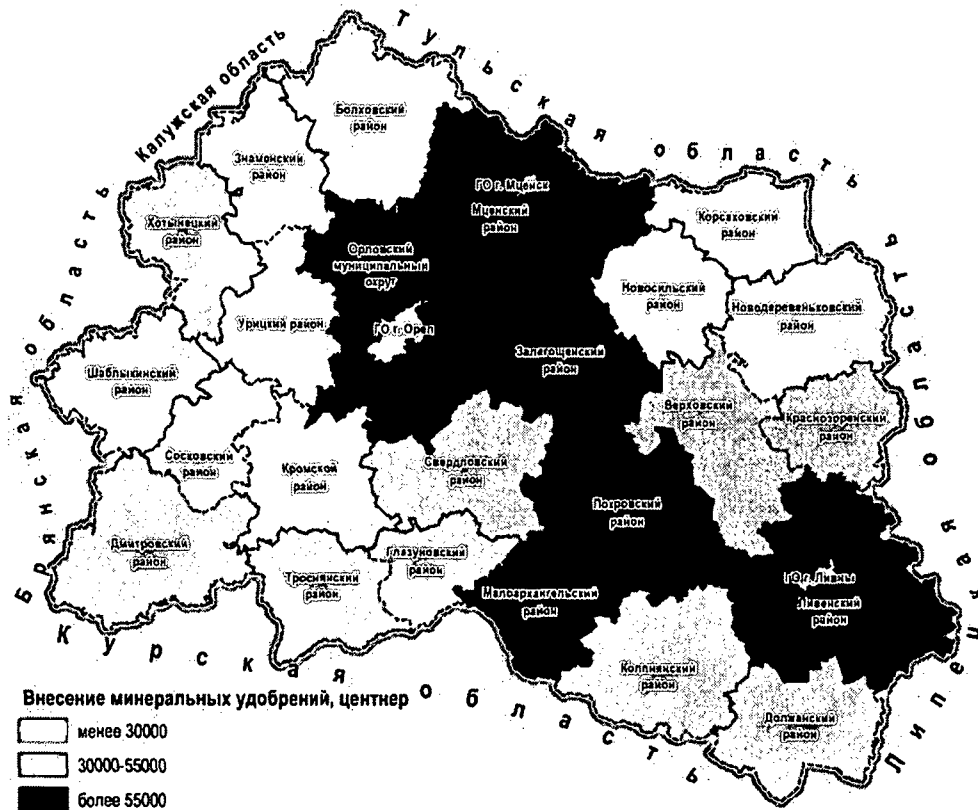 Калужская область
Тульская область
Болховский
район
Знаменский
район
ГО г. Мценск
Мценский
район
Корсаковский
район
Хотынецкий
район
Орловский
муниципальный
округ
Новосильский
район
Новодеревеньковский
район
Урицкий район
ГО г. Орел
Залегощенский
район
Шаблыкинский
район
Верховский
район
Краснозоренский
район
Сосковский
район
Кромской
район
Свердловский
район
Покровский
район
Дмитровский
район
Троснянский
район
Глазуновский
район
Малоархангельский
район
ГО г. Ливны
Ливенский
район
Колпнянский
район
Должанский
район
Брянская область
Курская область
Липецкая область
Внесение минеральных удобрений, центнер
менее 30000
30000-55000
более 55000